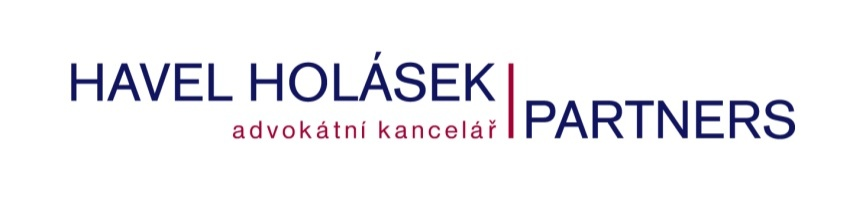 HAVEL HOLÁSEK
advokátní kancelář
PARTNERS